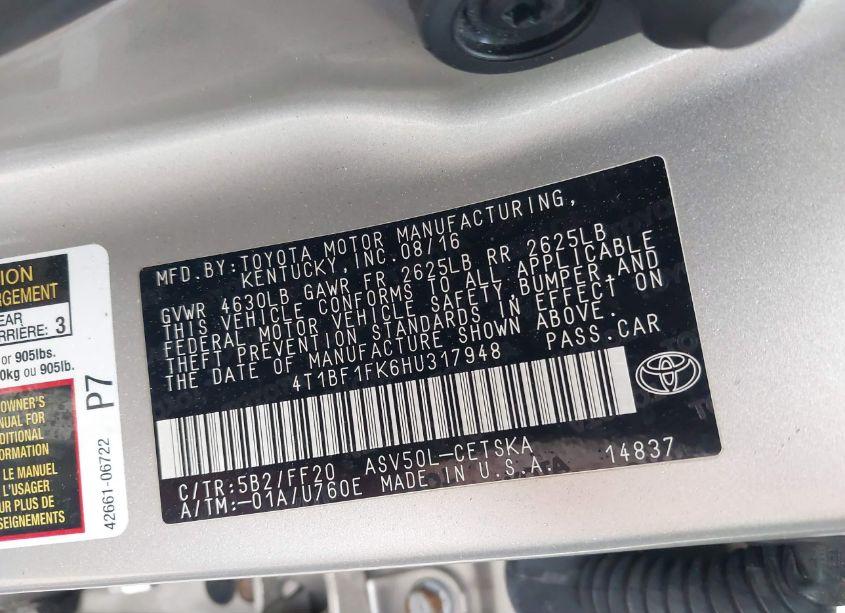 MFD. BY: TOYOTA MOTOR MANUFACTURING,
KENTUCKY, INC. 08/16
GVWR 4630LB GAWR FR 2625LB RR 2625LB
THIS VEHICLE CONFORMS TO ALL APPLICABLE
FEDERAL MOTOR VEHICLE SAFETY, BUMPER, AND
THEFT PREVENTION STANDARDS IN EFFECT ON
THE DATE OF MANUFACTURE SHOWN ABOVE.
4T1BF1FK6HU317948 PASS. CAR
C/TR: 5B2/FF20 ASV50L-CETSKA
A/TM: -01A/U760E MADE IN U.S.A. 14837
ION
RGEMENT
EAR
RRIÈRE: 3
or 905lbs.
0kg ou 905lb.
OWNER'S
NUAL FOR
DITIONAL
ORMATION
LE MANUEL
L'USAGER
UR PLUS DE
SEIGNEMENTS
P7
42661-06722